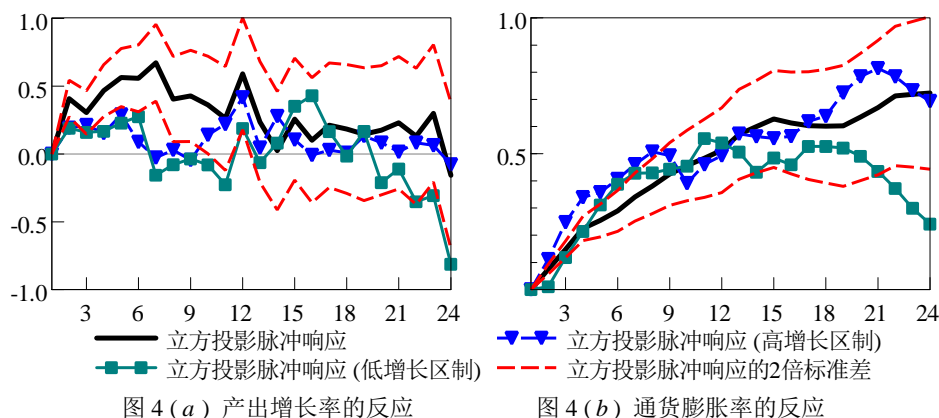 1.0
0.5
0.0
-0.5
-1.0
3 6 9 12 15 18 21 24
1.0
0.5
0.0
3 6 9 12 15 18 21 24
立方投影脉冲响应
立方投影脉冲响应 (高增长区制)
立方投影脉冲响应 (低增长区制)
立方投影脉冲响应的2倍标准差
图 4 (a) 产出增长率的反应
图 4 (b) 通货膨胀率的反应